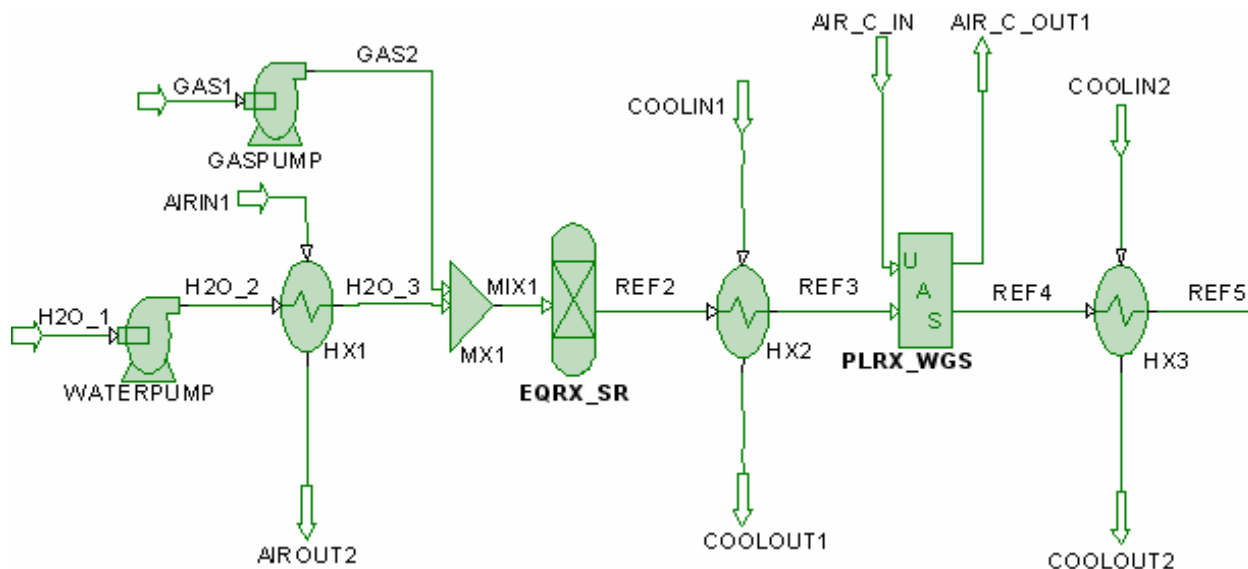 AIR_C_IN
AIR_C_OUT1
GAS2
GAS1
COOLIN1
COOLIN2
GASPUMP
AIRIN1
U
A
S
H2O_2
H2O_3
MIX1
REF2
REF3
REF4
REF5
H2O_1
HX1
MX1
HX2
HX3
PLRX_WGS
WATERPUMP
EQRX_SR
AIROUT2
COOLOUT1
COOLOUT2